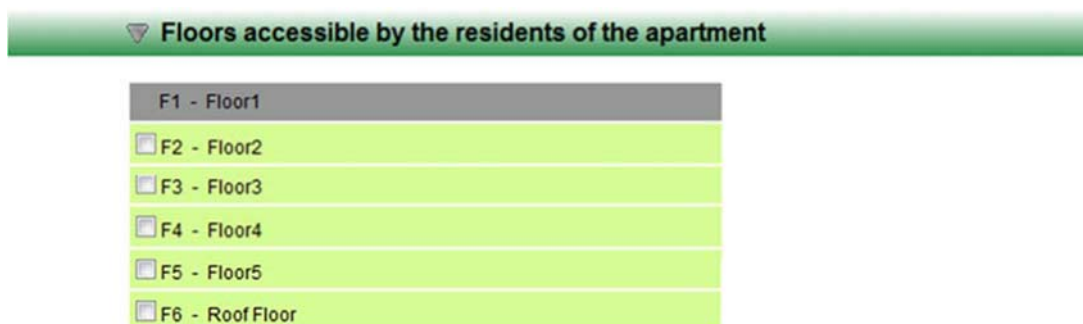 Floors accessible by the residents of the apartment
F1 - Floor1
F2 - Floor2
F3 - Floor3
F4 - Floor4
F5 - Floor5
F6 - Roof Floor